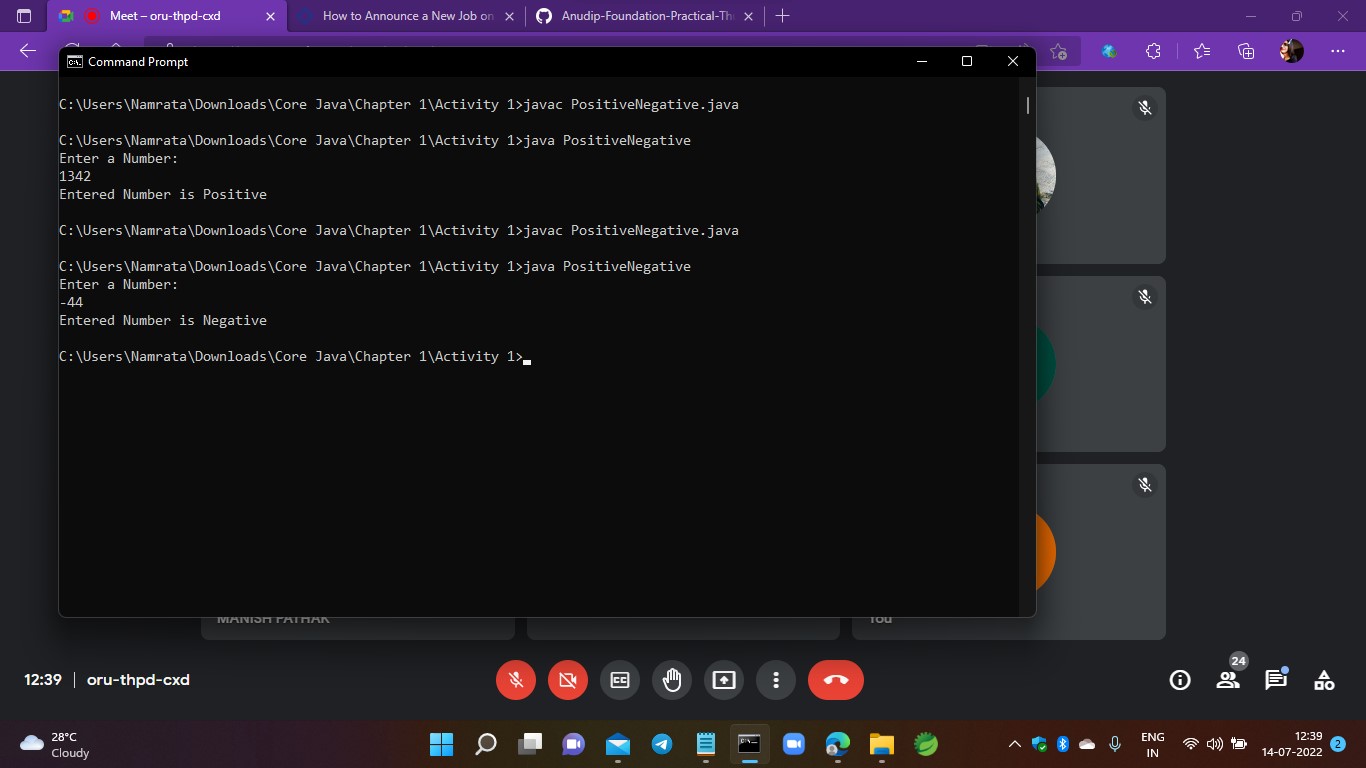 Meet – oru-thpd-cxd
How to Announce a New Job on
Anudip-Foundation-Practical-Th
Command Prompt
C:\Users\Namrata\Downloads\Core Java\Chapter 1\Activity 1>javac PositiveNegative.java
C:\Users\Namrata\Downloads\Core Java\Chapter 1\Activity 1>java PositiveNegative
Enter a Number:
1342
Entered Number is Positive
C:\Users\Namrata\Downloads\Core Java\Chapter 1\Activity 1>javac PositiveNegative.java
C:\Users\Namrata\Downloads\Core Java\Chapter 1\Activity 1>java PositiveNegative
Enter a Number:
-44
Entered Number is Negative
C:\Users\Namrata\Downloads\Core Java\Chapter 1\Activity 1>
MANISH PATHAK
You
12:39 | oru-thpd-cxd
24
28°C
Cloudy
ENG
IN
12:39
14-07-2022
2